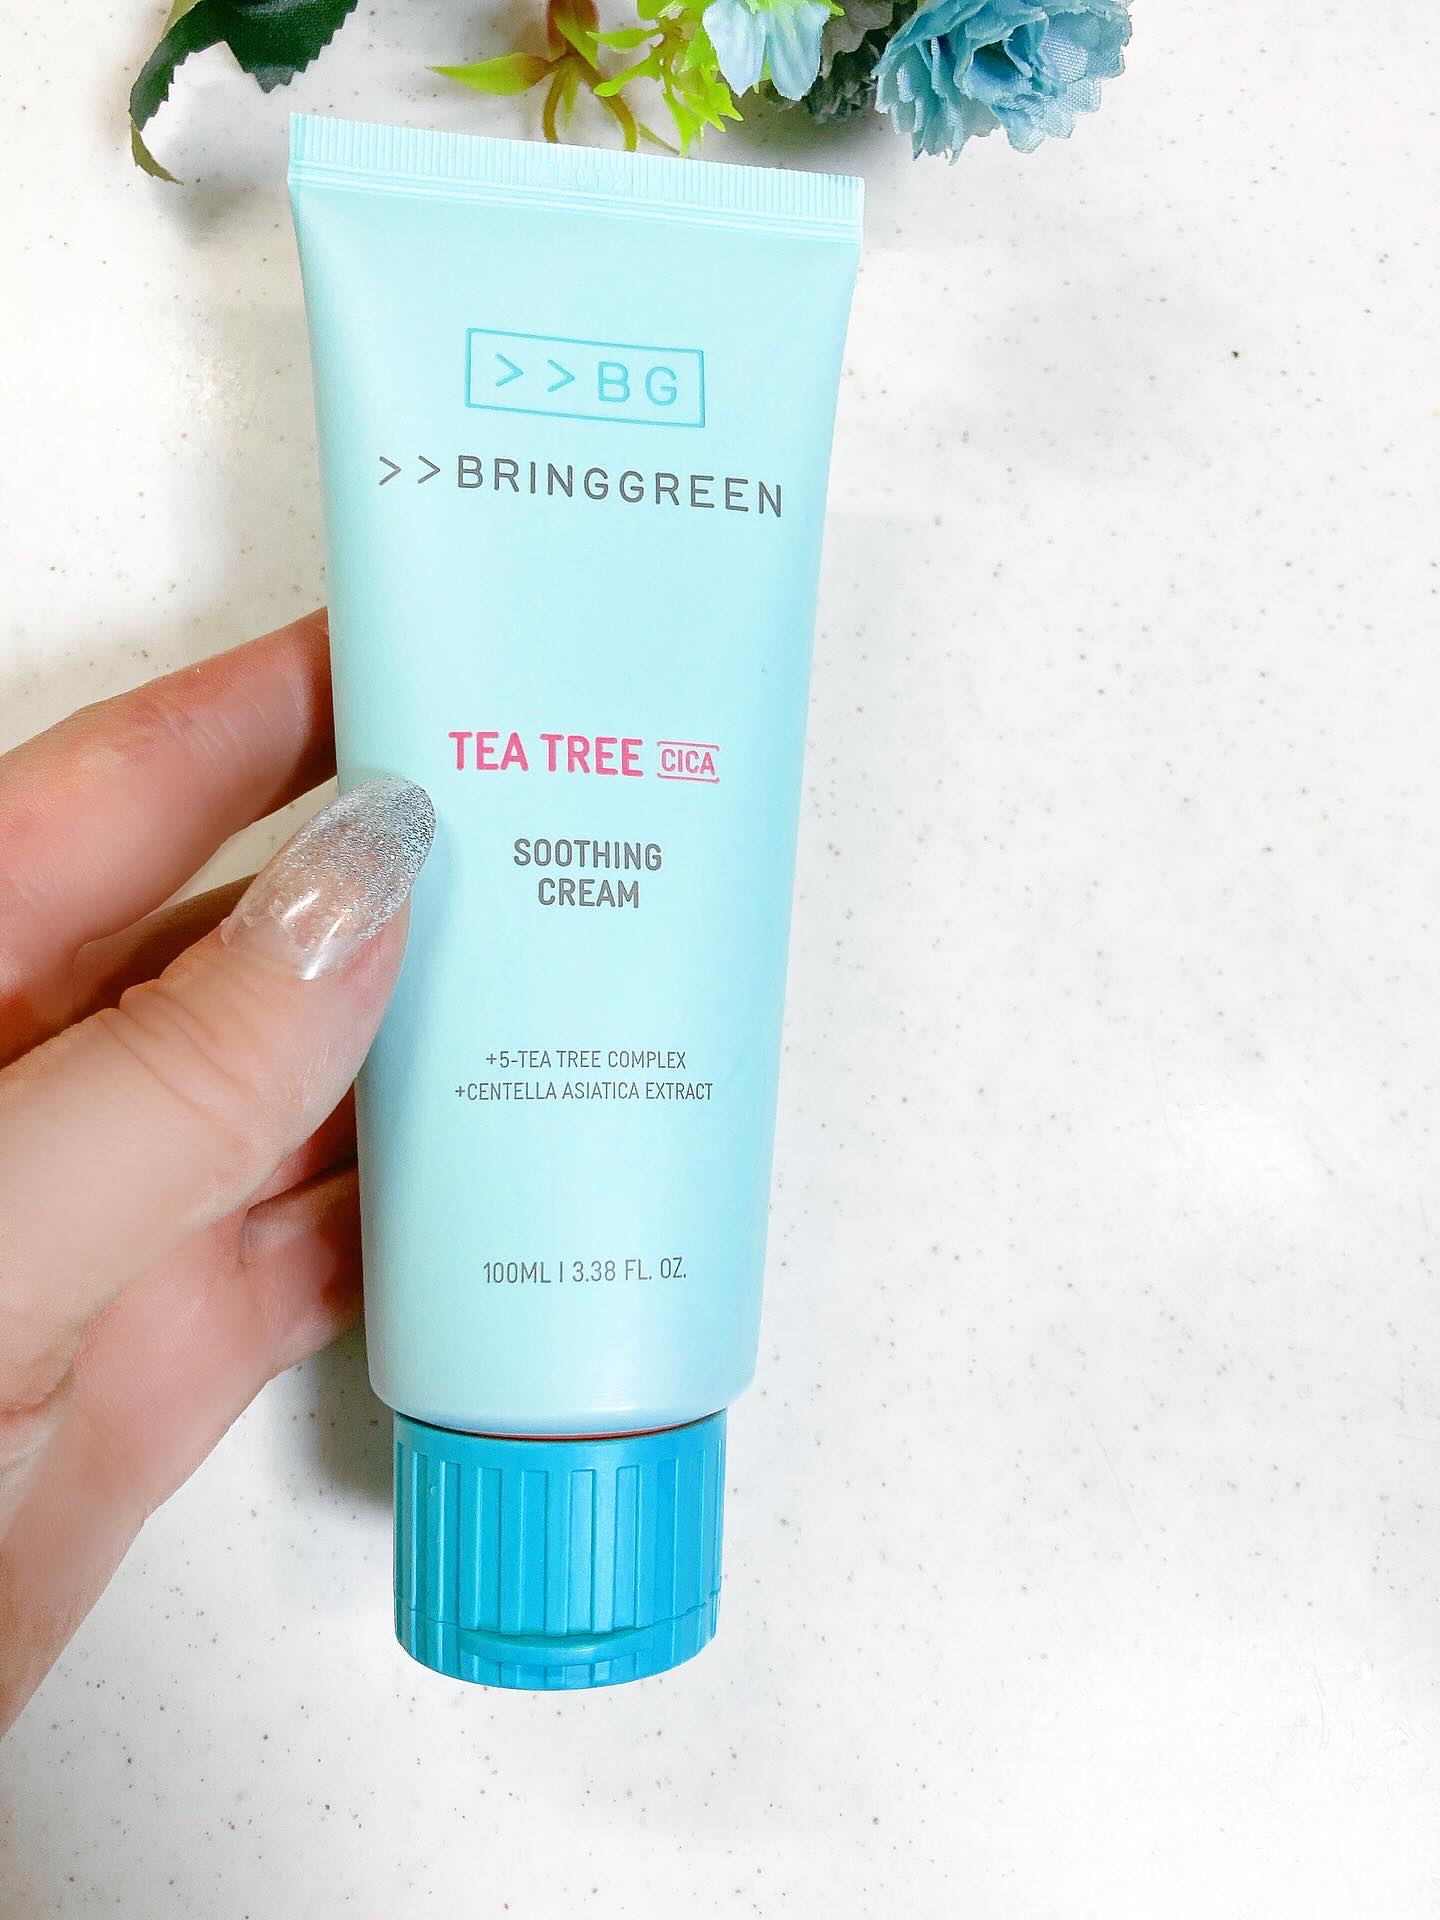 >>BG
>>BRINGGREEN
TEA TREE CICA
SOOTHING
CREAM
+5-TEA TREE COMPLEX
+CENTELLA ASIATICA EXTRACT
100ML | 3.38 FL. OZ.